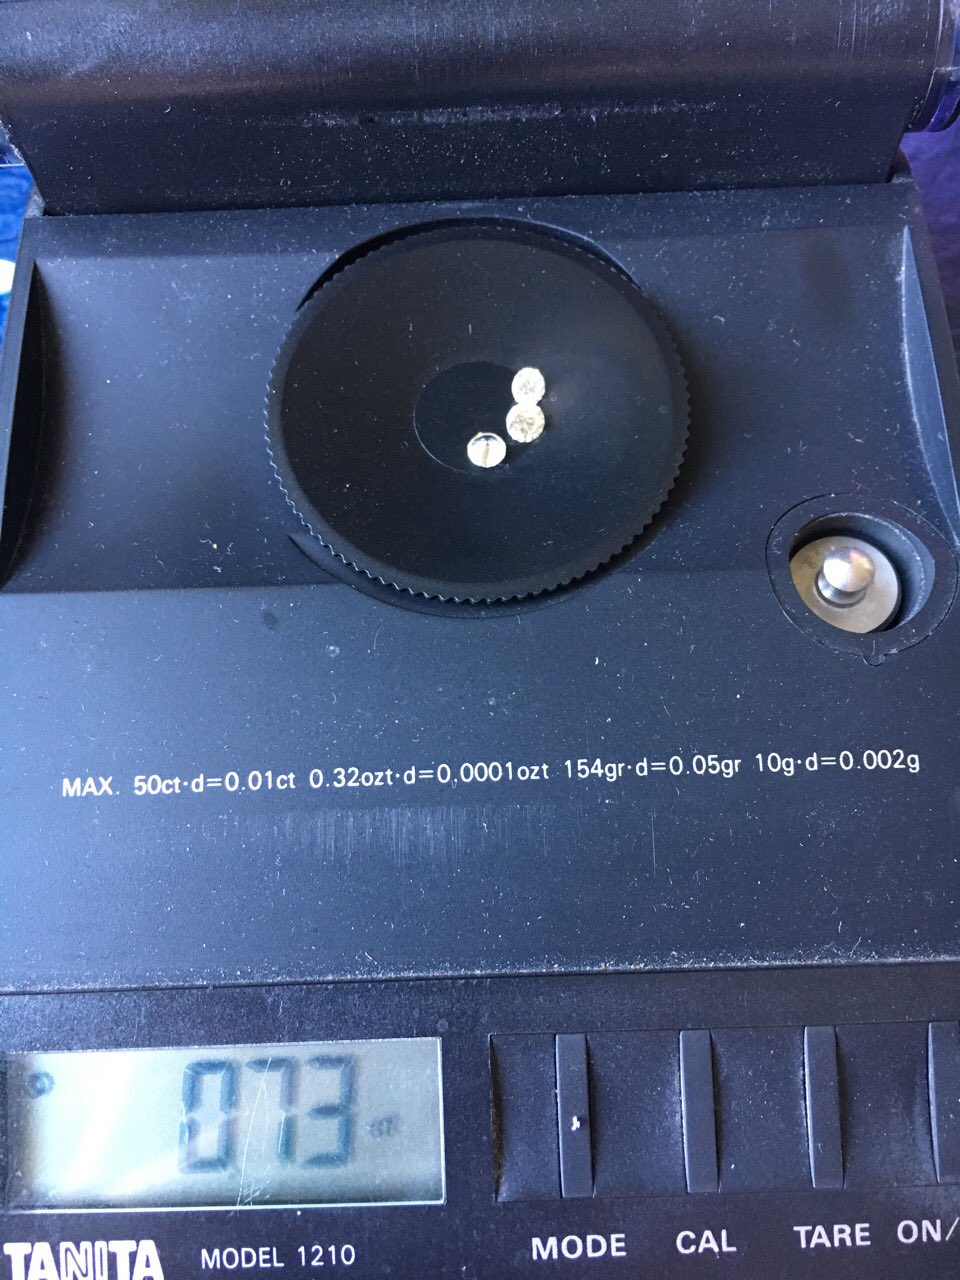 MAX. 50ct·d=0.01ct 0.32ozt·d=0.0001ozt 154gr·d=0.05gr 10g·d=0.002g
073
MODE CAL TARE ON/
TANITA MODEL 1210